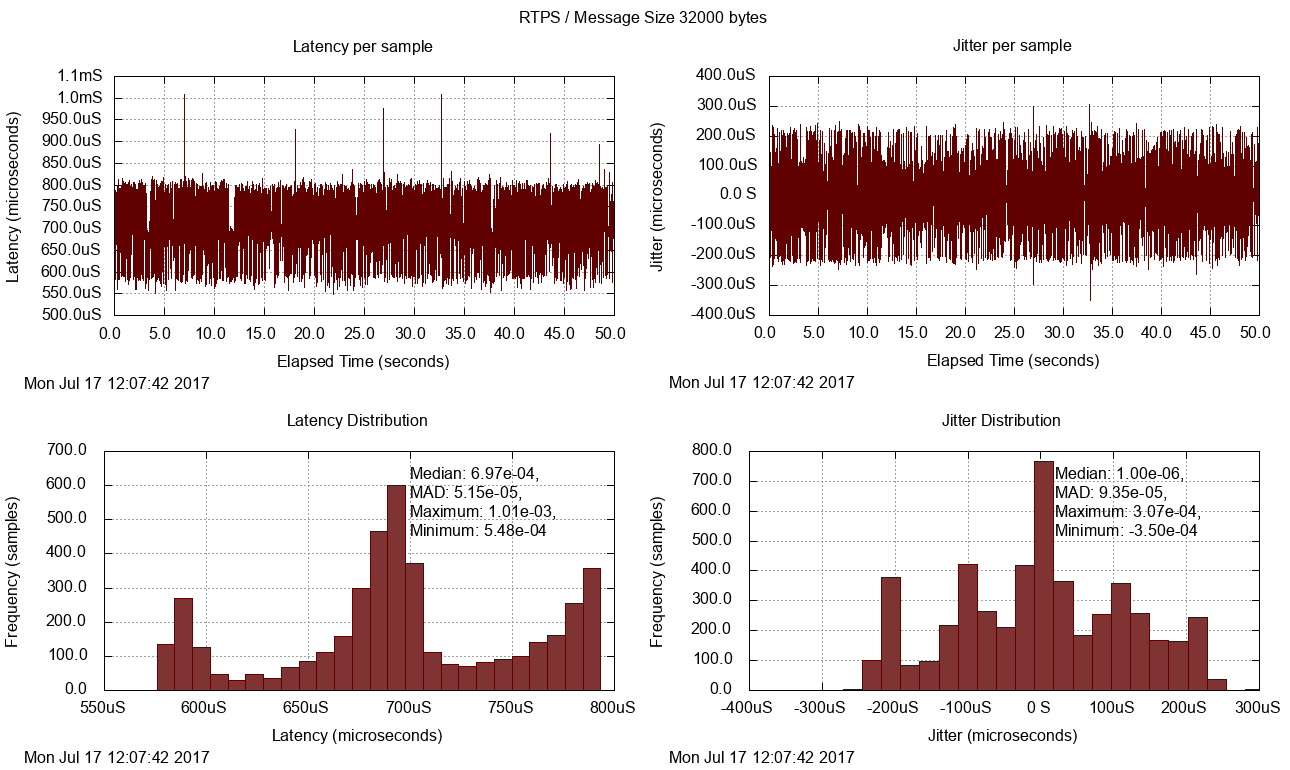 RTPS / Message Size 32000 bytes
Latency per sample
1.1mS
1.0mS
950.0uS
900.0uS
850.0uS
800.0uS
750.0uS
700.0uS
650.0uS
600.0uS
550.0uS
500.0uS
Latency (microseconds)
0.0 5.0 10.0 15.0 20.0 25.0 30.0 35.0 40.0 45.0 50.0
Elapsed Time (seconds)
Mon Jul 17 12:07:42 2017
Jitter per sample
400.0uS
300.0uS
200.0uS
100.0uS
0.0 S
-100.0uS
-200.0uS
-300.0uS
-400.0uS
Jitter (microseconds)
0.0 5.0 10.0 15.0 20.0 25.0 30.0 35.0 40.0 45.0 50.0
Elapsed Time (seconds)
Mon Jul 17 12:07:42 2017
Latency Distribution
700.0
600.0
500.0
400.0
300.0
200.0
100.0
0.0
Frequency (samples)
Median: 6.97e-04,
MAD: 5.15e-05,
Maximum: 1.01e-03,
Minimum: 5.48e-04
550uS 600uS 650uS 700uS 750uS 800uS
Latency (microseconds)
Mon Jul 17 12:07:42 2017
Jitter Distribution
800.0
700.0
600.0
500.0
400.0
300.0
200.0
100.0
0.0
Frequency (samples)
Median: 1.00e-06,
MAD: 9.35e-05,
Maximum: 3.07e-04,
Minimum: -3.50e-04
-400uS -300uS -200uS -100uS 0 S 100uS 200uS 300uS
Jitter (microseconds)
Mon Jul 17 12:07:42 2017